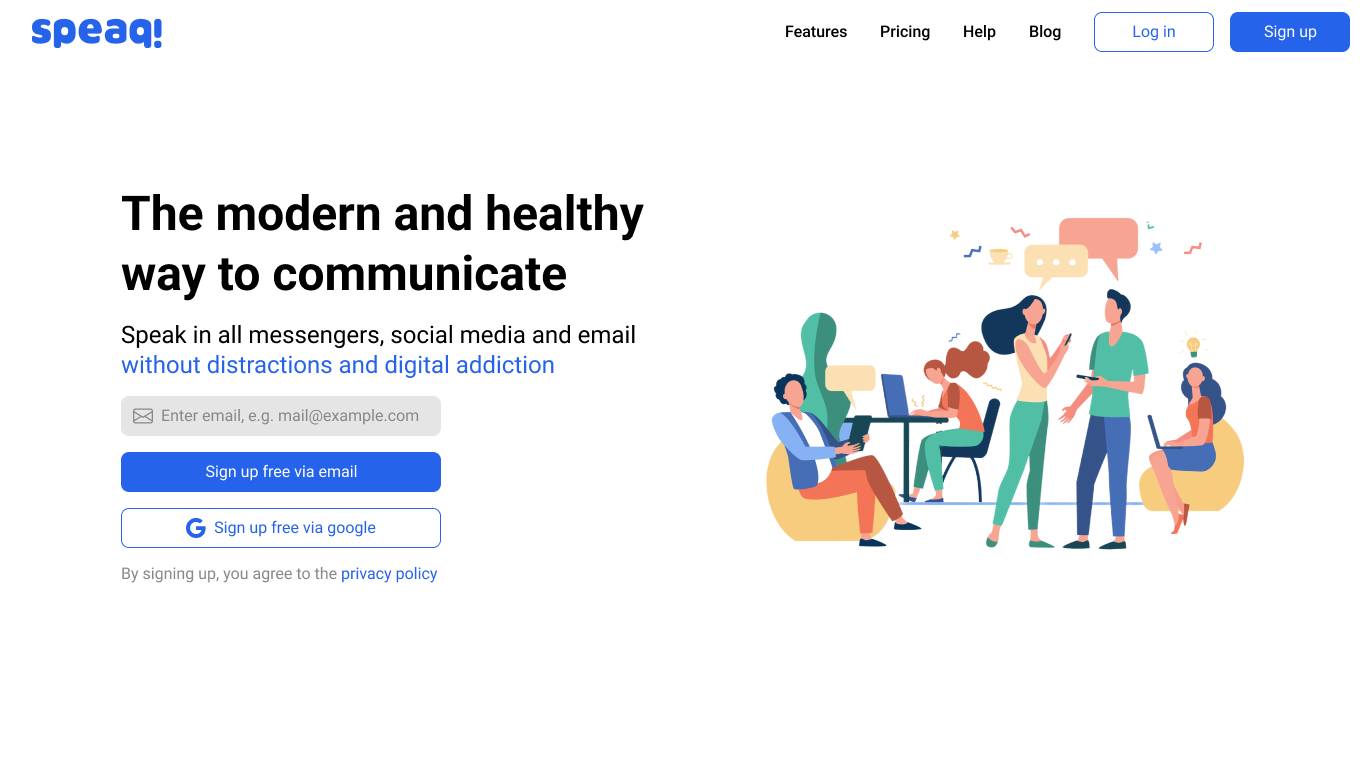 speaq!
Features
Pricing
Help
Blog
Log in
Sign up
The modern and healthy
way to communicate
Speak in all messengers, social media and email
without distractions and digital addiction
Enter email, e.g. mail@example.com
Sign up free via email
Sign up free via google
By signing up, you agree to the privacy policy